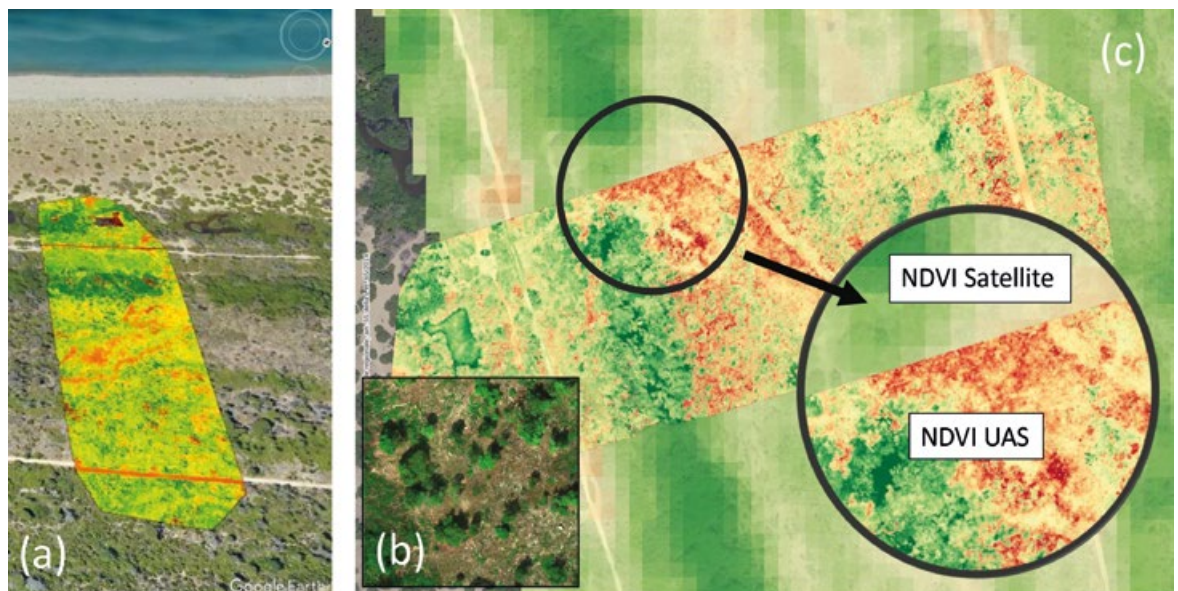 (a)
Google Earth
(b)
(c)
NDVI Satellite
NDVI UAS